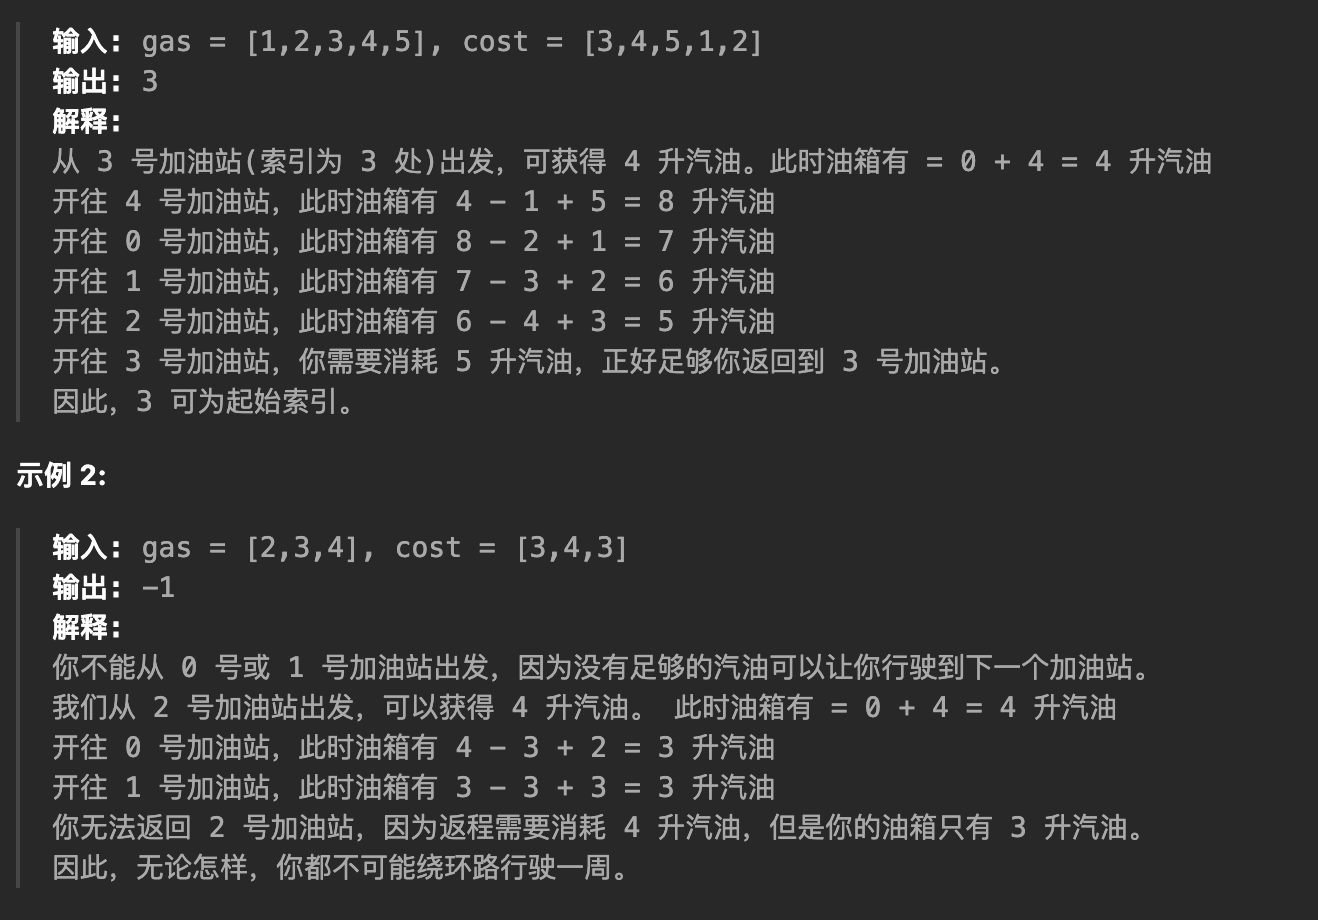 输入: gas = [1,2,3,4,5], cost = [3,4,5,1,2]
输出: 3
解释:
从 3 号加油站(索引为 3 处)出发，可获得 4 升汽油。此时油箱有 = 0 + 4 = 4 升汽油
开往 4 号加油站，此时油箱有 4 - 1 + 5 = 8 升汽油
开往 0 号加油站，此时油箱有 8 - 2 + 1 = 7 升汽油
开往 1 号加油站，此时油箱有 7 - 3 + 2 = 6 升汽油
开往 2 号加油站，此时油箱有 6 - 4 + 3 = 5 升汽油
开往 3 号加油站，你需要消耗 5 升汽油，正好足够你返回到 3 号加油站。
因此，3 可为起始索引。
示例 2:
输入: gas = [2,3,4], cost = [3,4,3]
输出: -1
解释:
你不能从 0 号或 1 号加油站出发，因为没有足够的汽油可以让你行驶到下一个加油站。
我们从 2 号加油站出发，可以获得 4 升汽油。 此时油箱有 = 0 + 4 = 4 升汽油
开往 0 号加油站，此时油箱有 4 - 3 + 2 = 3 升汽油
开往 1 号加油站，此时油箱有 3 - 3 + 3 = 3 升汽油
你无法返回 2 号加油站，因为返程需要消耗 4 升汽油，但是你的油箱只有 3 升汽油。
因此，无论怎样，你都不可能绕环路行驶一周。